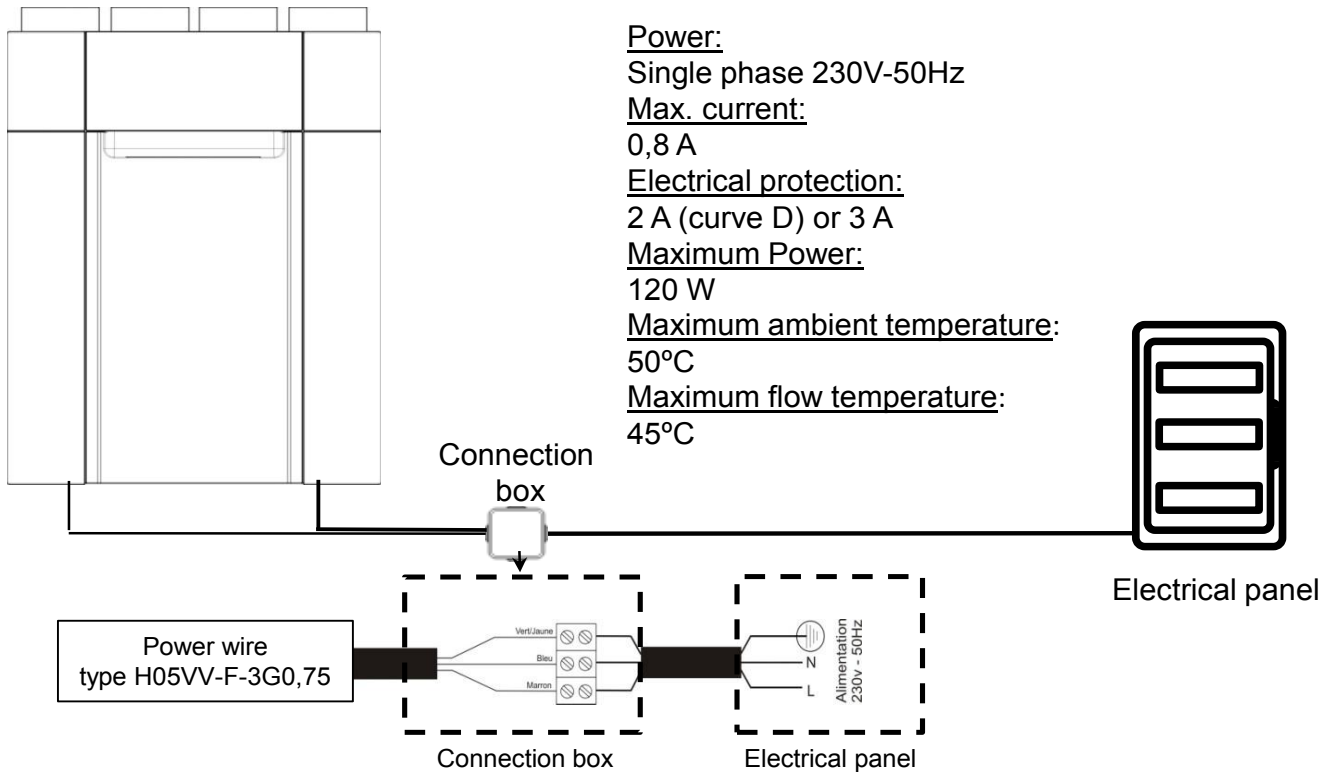 Power:
Single phase 230V-50Hz
Max. current:
0,8 A
Electrical protection:
2 A (curve D) or 3 A
Maximum Power:
120 W
Maximum ambient temperature:
50ºC
Maximum flow temperature:
45ºC
Connection
box
Electrical panel
Power wire
type H05VV-F-3G0,75
Vert/Jaune
Bleu
Marron
N
L
Alimentation
230v - 50Hz
Connection box
Electrical panel